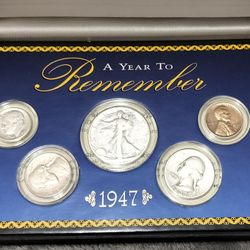 A YEAR TO
Remember
1947